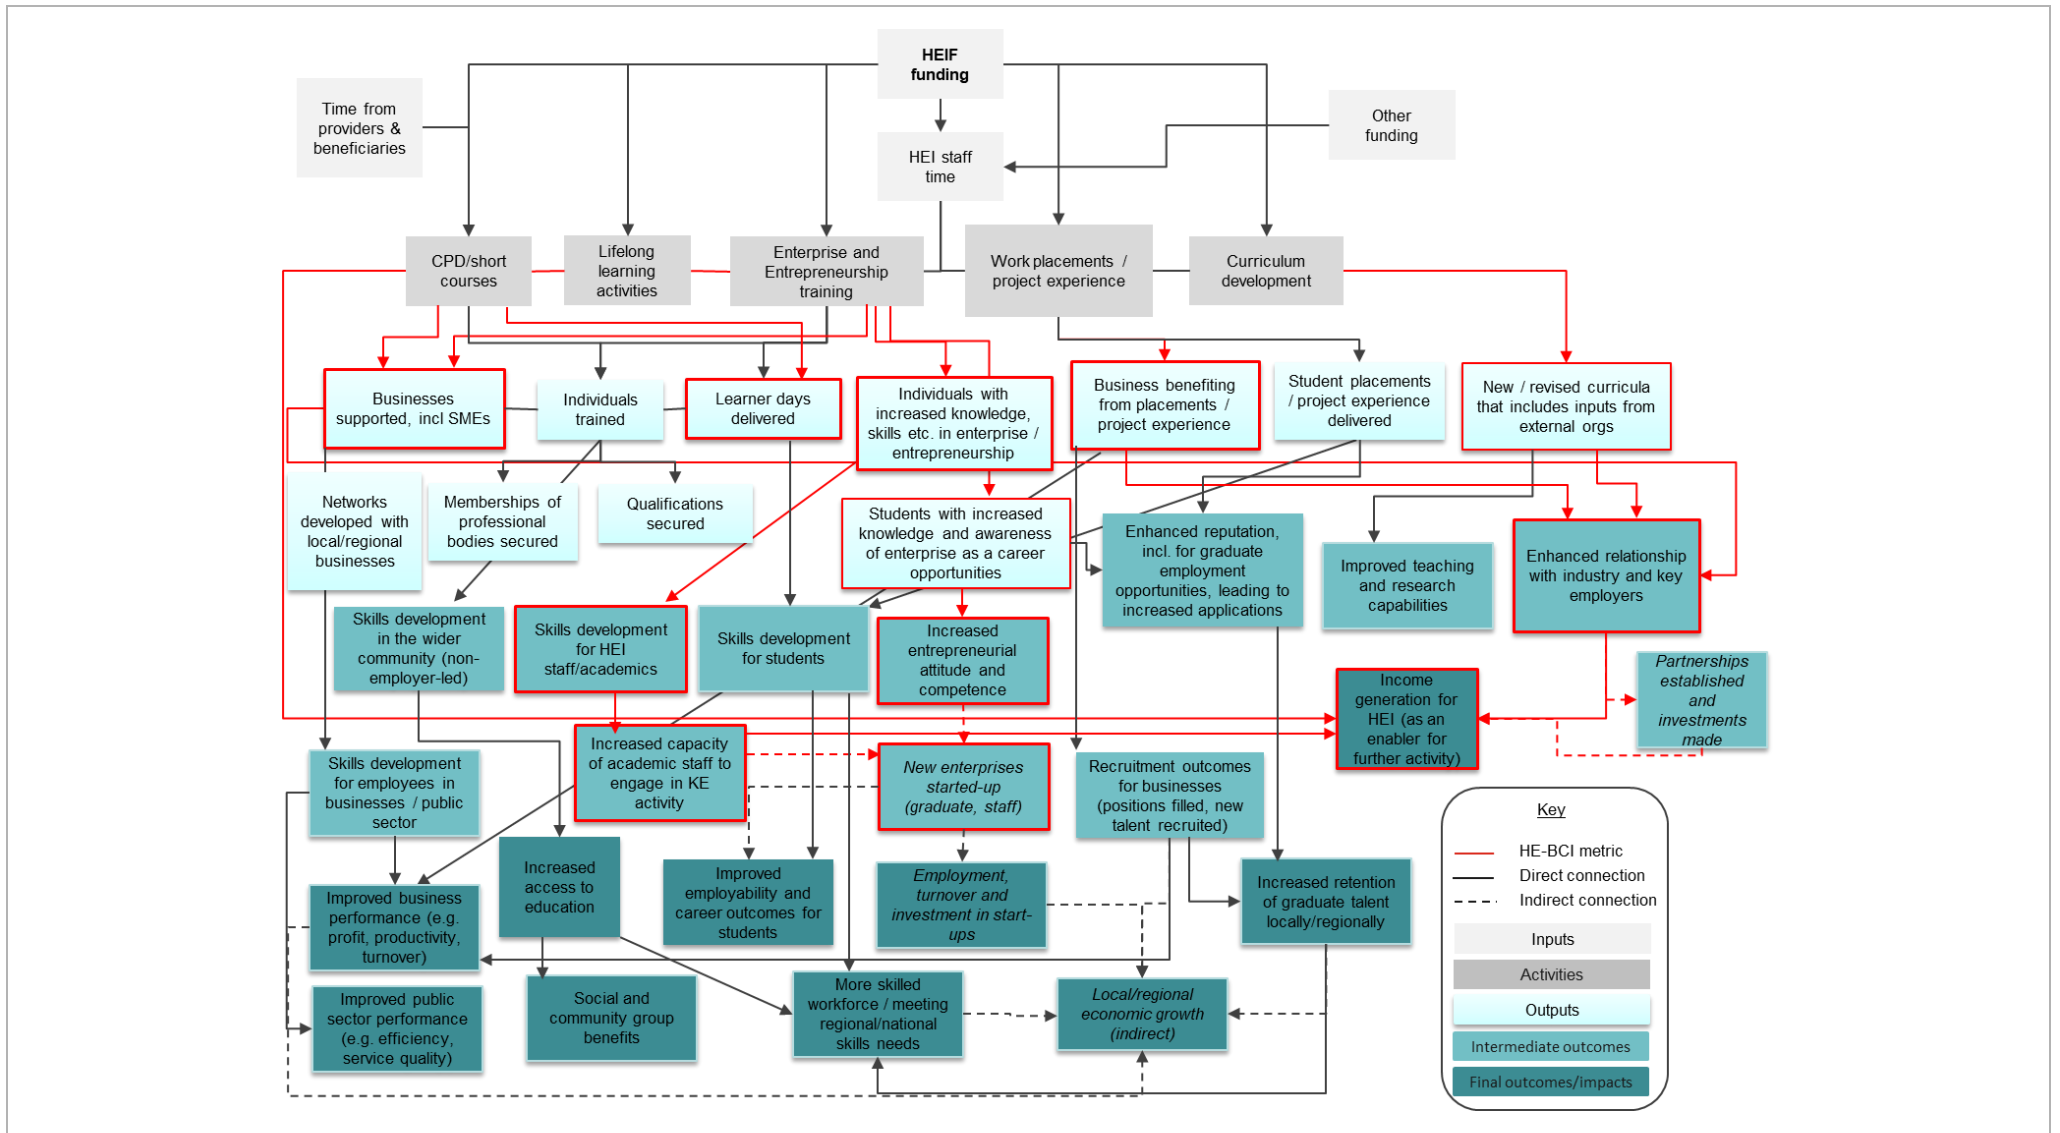 HEIF
funding
Time from
providers &
beneficiaries
Other
funding
HEI staff
time
CPD/short
courses
Lifelong
learning
activities
Enterprise and
Entrepreneurship
training
Work placements /
project experience
Curriculum
development
Businesses
supported, incl SMEs
Individuals
trained
Learner days
delivered
Individuals with
increased knowledge,
skills etc. in enterprise /
entrepreneurship
Business benefiting
from placements /
project experience
Student placements
/ project experience
delivered
New / revised curricula
that includes inputs from
external orgs
Networks
developed with
local/regional
businesses
Memberships of
professional
bodies secured
Qualifications
secured
Students with increased
knowledge and awareness
of enterprise as a career
opportunities
Enhanced reputation,
incl. for graduate
employment
opportunities, leading to
increased applications
Improved teaching
and research
capabilities
Enhanced relationship
with industry and key
employers
Skills development
in the wider
community (non-
employer-led)
Skills development
for HEI
staff/academics
Skills development
for students
Increased
entrepreneurial
attitude and
competence
Income
generation for
HEI (as an
enabler for
further activity)
Partnerships
established
and
investments
made
Skills development
for employees in
businesses / public
sector
Increased capacity
of academic staff to
engage in KE
activity
New enterprises
started-up
(graduate, staff)
Recruitment outcomes
for businesses
(positions filled, new
talent recruited)
Improved business
performance (e.g.
profit, productivity,
turnover)
Increased
access to
education
Improved
employability and
career outcomes for
students
Employment,
turnover and
investment in start-
ups
Increased retention
of graduate talent
locally/regionally
Improved public
sector performance
(e.g. efficiency,
service quality)
Social and
community group
benefits
More skilled
workforce / meeting
regional/national
skills needs
Local/regional
economic growth
(indirect)
Key
HE-BCI metric
Direct connection
Indirect connection
Inputs
Activities
Outputs
Intermediate outcomes
Final outcomes/impacts